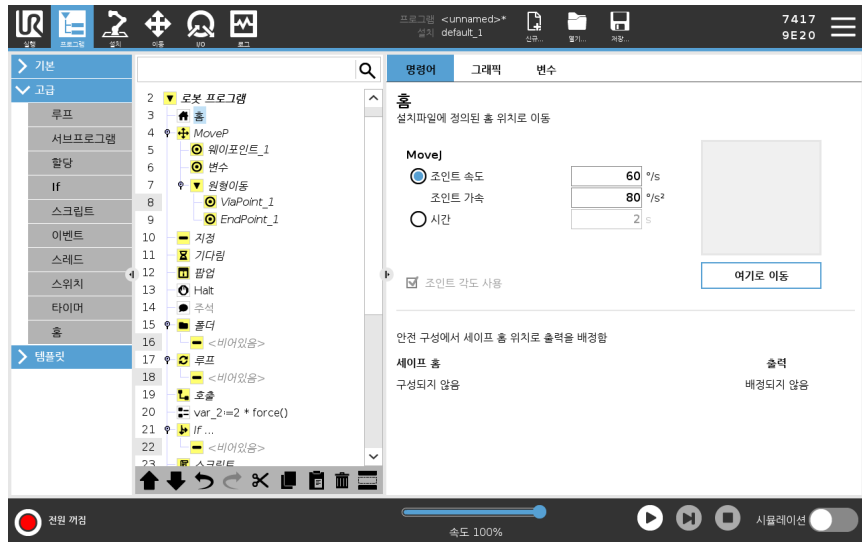 UR
실행
프로그램
설치
이동
I/O
로그
프로그램 <unnamed>*
설치 default_1
신규...
열기...
저장...
7417
9E20
기본
고급
루프
서브프로그램
할당
If
스크립트
이벤트
스레드
스위치
타이머
홈
템플릿
2 로봇 프로그램
3 홈
4 MoveP
5 웨이포인트_1
6 변수
7 원형이동
8 ViaPoint_1
9 EndPoint_1
10 지정
11 기다림
12 팝업
13 Halt
14 주석
15 폴더
16 <비어있음>
17 루프
18 <비어있음>
19 호출
20 var_2:=2 * force()
21 If ...
22 <비어있음>
23 스크립트
명령어 그래픽 변수
홈
설치파일에 정의된 홈 위치로 이동
MoveJ
조인트 속도 60 °/s
조인트 가속 80 °/s²
시간 2 s
조인트 각도 사용
여기로 이동
안전 구성에서 세이프 홈 위치로 출력을 배정함
세이프 홈 출력
구성되지 않음 배정되지 않음
전원 꺼짐
속도 100%
시뮬레이션